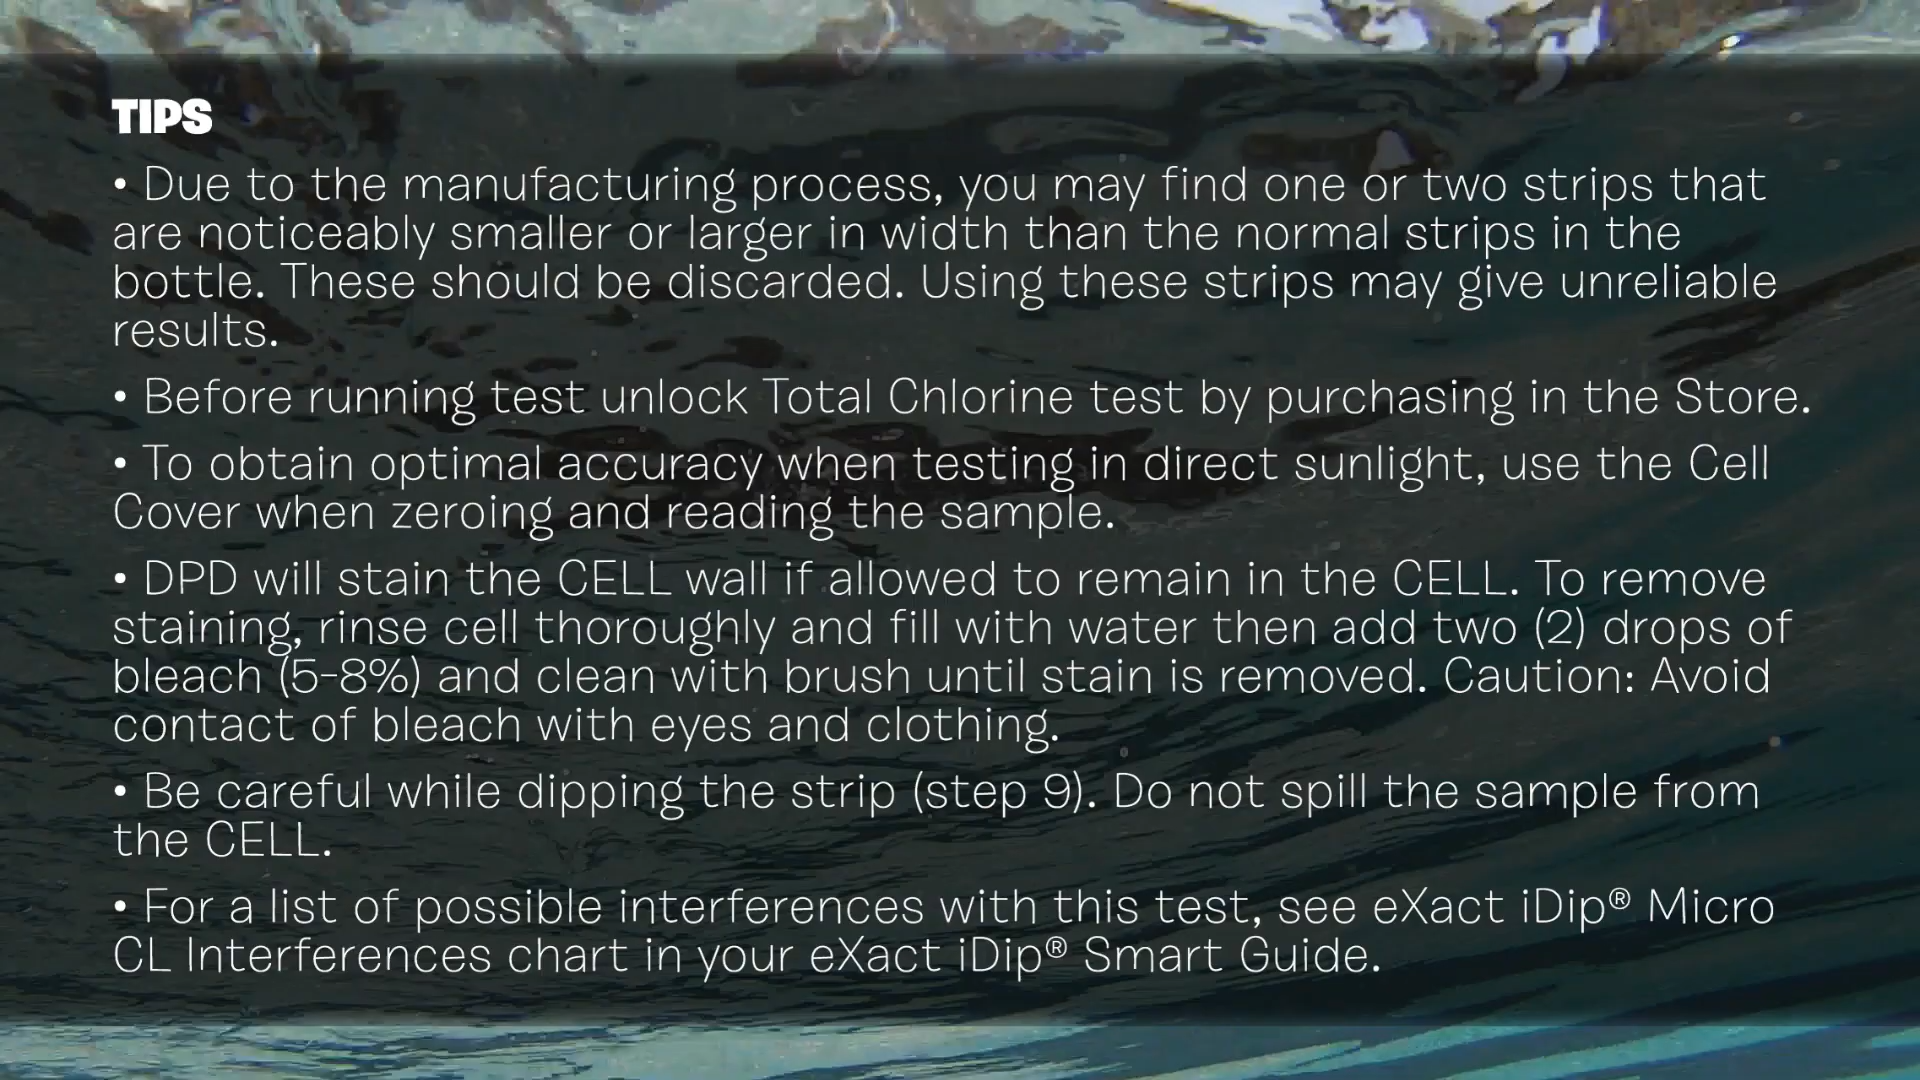 TIPS
• Due to the manufacturing process, you may find one or two strips that
are noticeably smaller or larger in width than the normal strips in the
bottle. These should be discarded. Using these strips may give unreliable
results.
• Before running test unlock Total Chlorine test by purchasing in the Store.
• To obtain optimal accuracy when testing in direct sunlight, use the Cell
Cover when zeroing and reading the sample.
• DPD will stain the CELL wall if allowed to remain in the CELL. To remove
staining, rinse cell thoroughly and fill with water then add two (2) drops of
bleach (5-8%) and clean with brush until stain is removed. Caution: Avoid
contact of bleach with eyes and clothing.
• Be careful while dipping the strip (step 9). Do not spill the sample from
the CELL.
• For a list of possible interferences with this test, see eXact iDip® Micro
CL Interferences chart in your eXact iDip® Smart Guide.